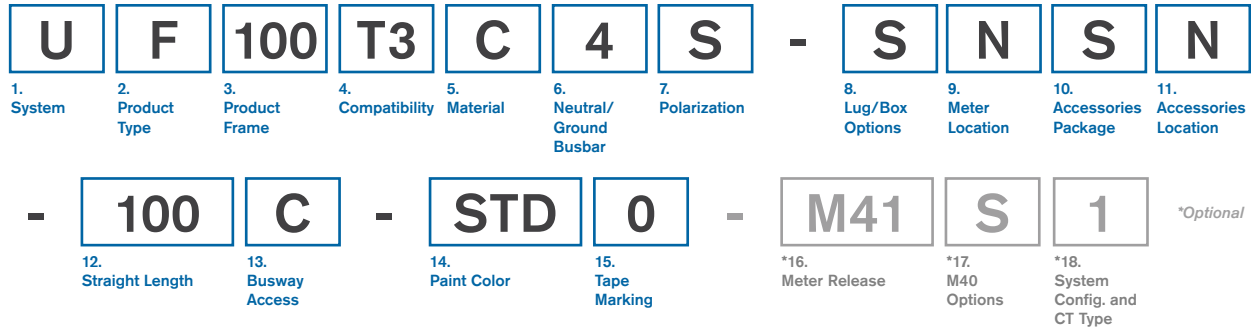 U F 100 T3 C 4 S - S N S N
1. 2. 3. 4. 5. 6. 7. 8. 9. 10. 11.
System Product Product Compatibility Material Neutral/ Polarization Lug/Box Meter Accessories Accessories
Type Frame Ground Options Location Package Location
Busbar
- 100 C - STD 0 - M41 S 1 *Optional
12. 13. 14. 15. *16. *17. *18.
Straight Length Busway Paint Color Tape Meter Release M40 System
Access Marking Options Config. and
CT Type